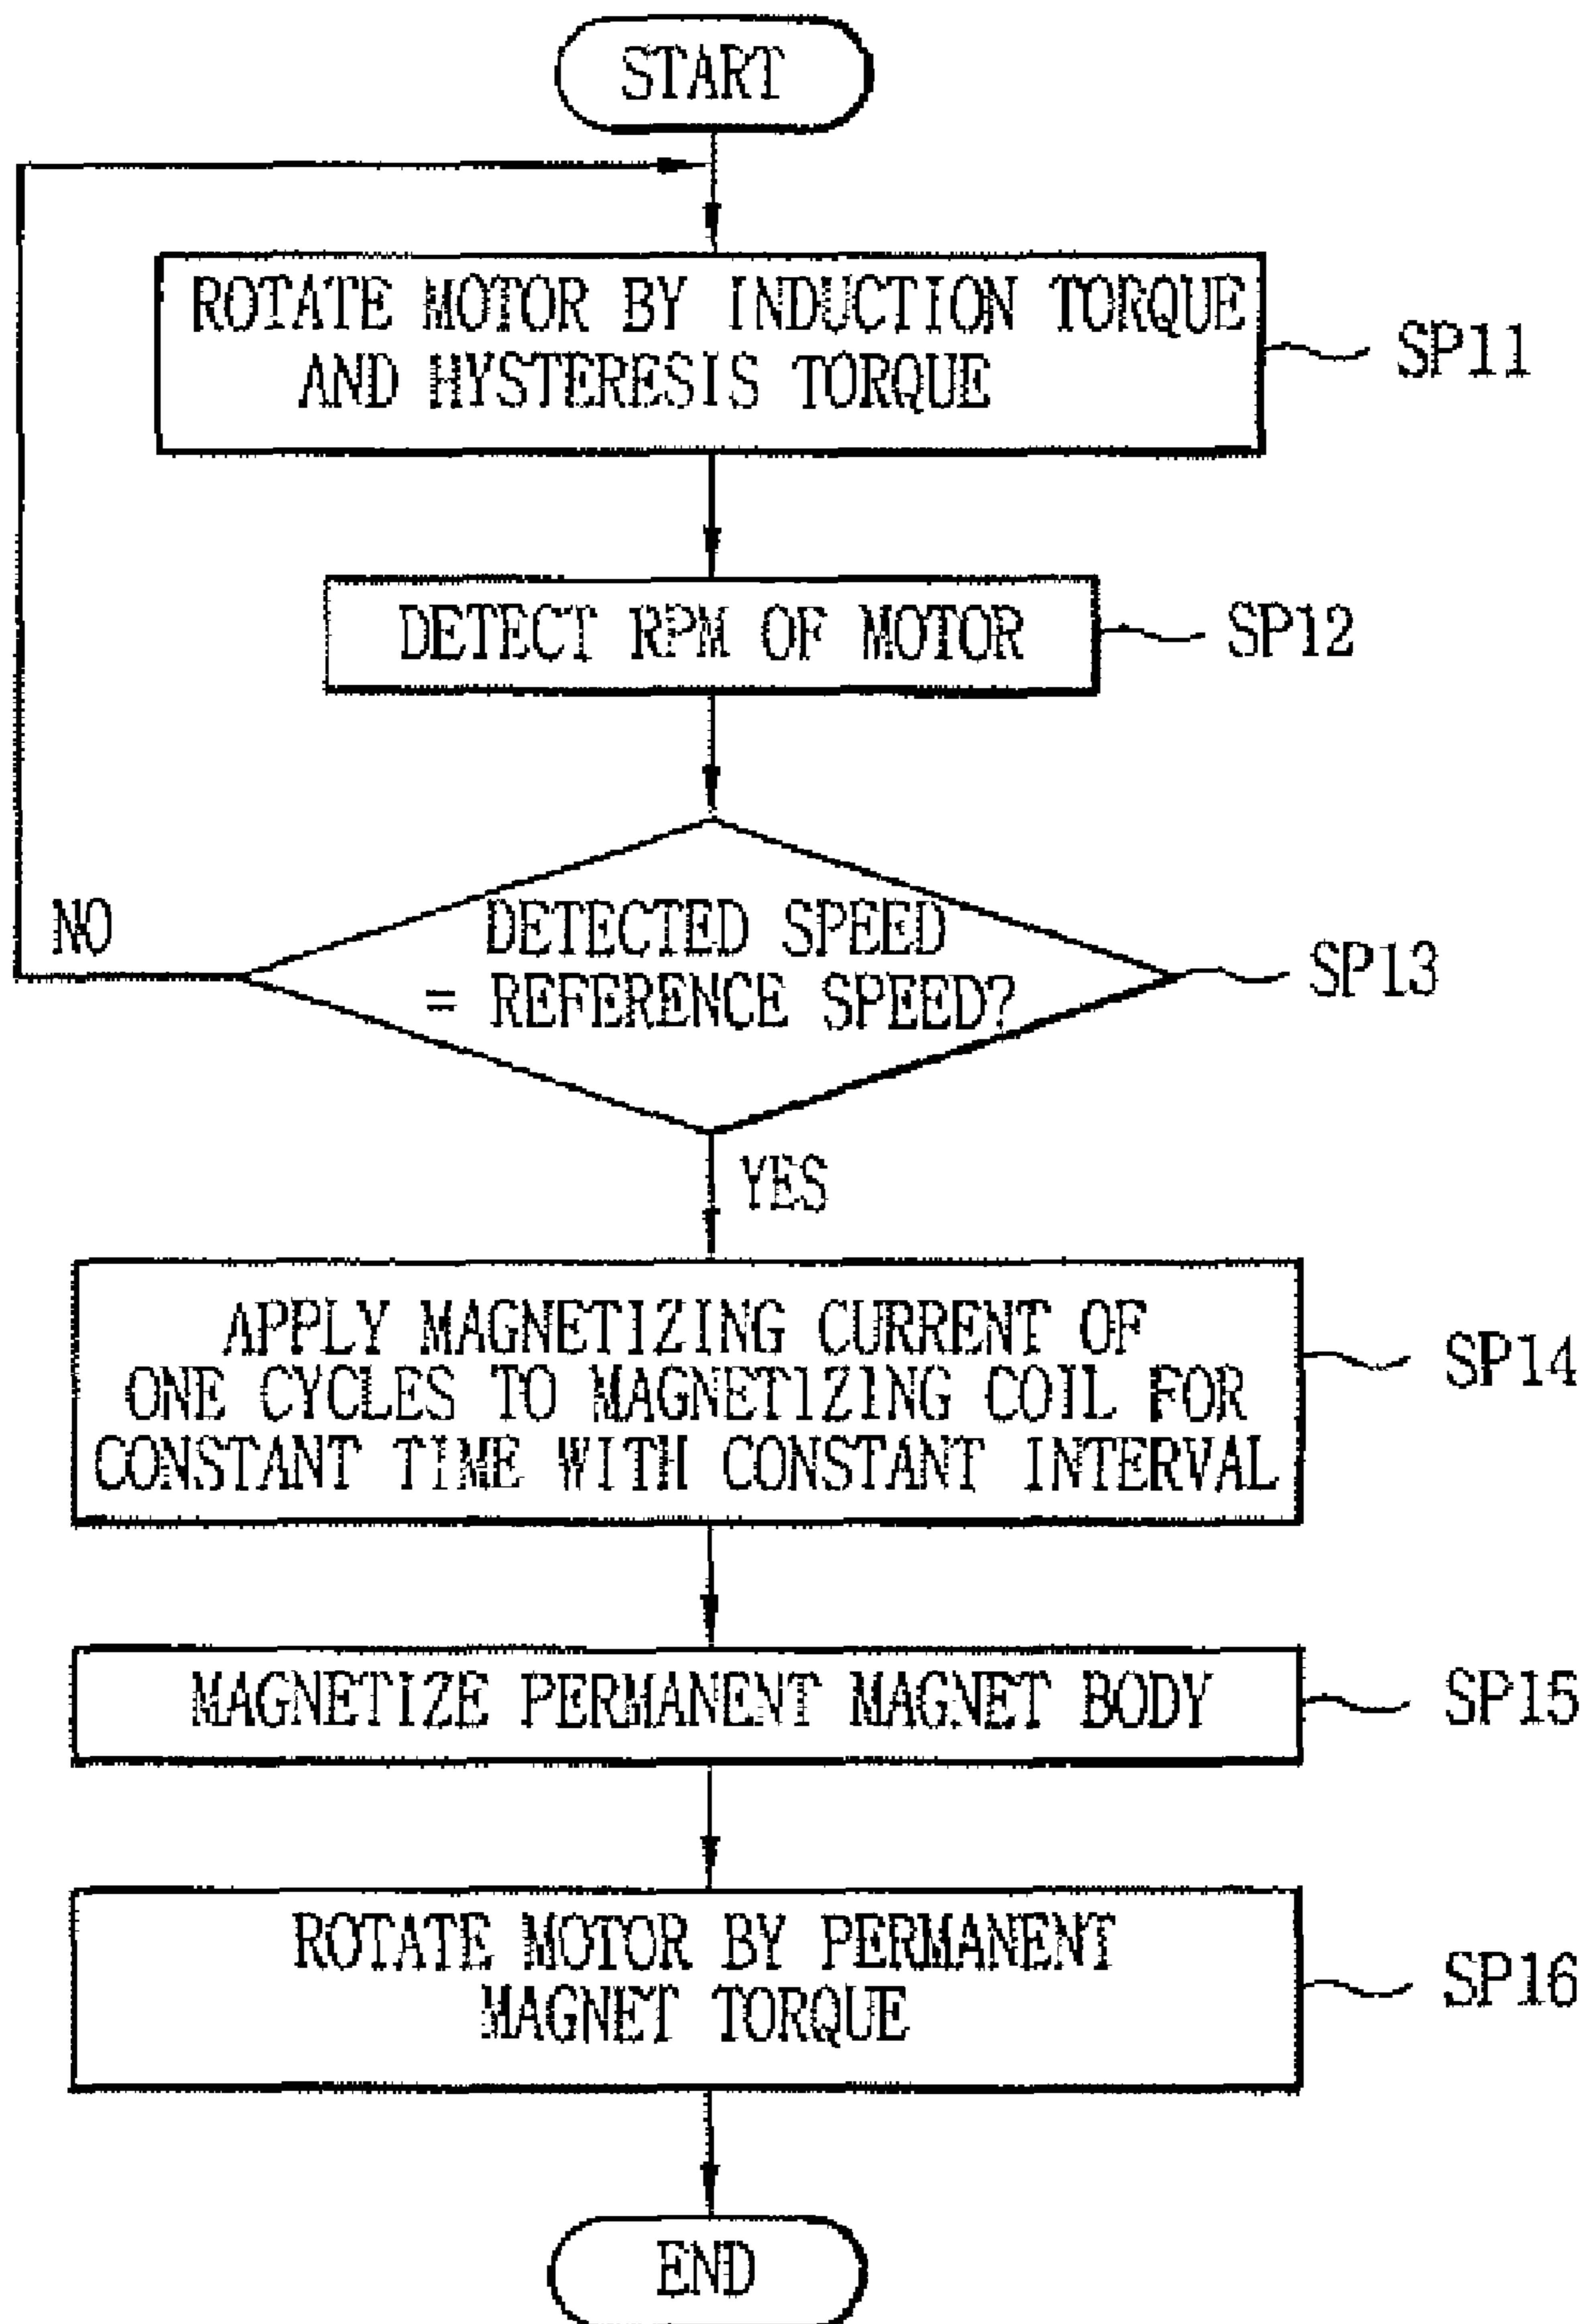 START
ROTATE MOTOR BY INDUCTION TORQUE
AND HYSTERESIS TORQUE
SP11
DETECT RPM OF MOTOR
SP12
DETECTED SPEED
= REFERENCE SPEED?
SP13
NO
YES
APPLY MAGNETIZING CURRENT OF
ONE CYCLES TO MAGNETIZING COIL FOR
CONSTANT TIME WITH CONSTANT INTERVAL
SP14
MAGNETIZE PERMANENT MAGNET BODY
SP15
ROTATE MOTOR BY PERMANENT
MAGNET TORQUE
SP16
END